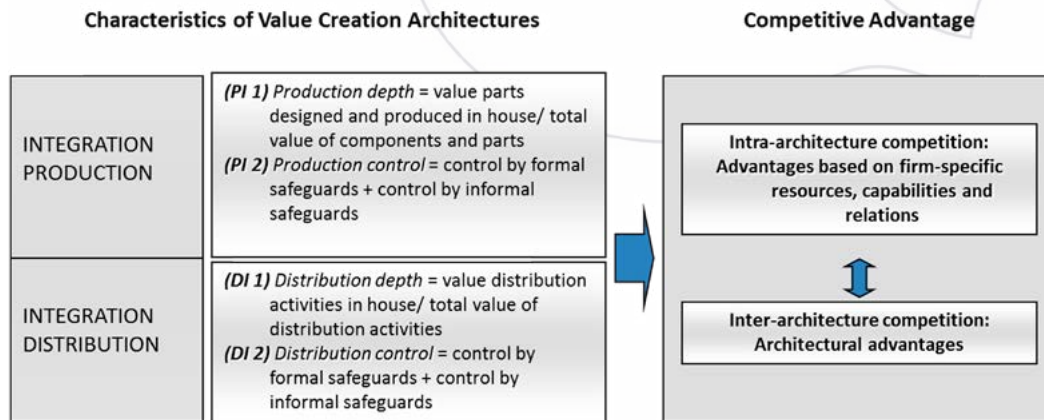 Characteristics of Value Creation Architectures
Competitive Advantage
INTEGRATION
PRODUCTION
(PI 1) Production depth = value parts
designed and produced in house/ total
value of components and parts
(PI 2) Production control = control by formal
safeguards + control by informal
safeguards
INTEGRATION
DISTRIBUTION
(DI 1) Distribution depth = value distribution
activities in house/ total value of
distribution activities
(DI 2) Distribution control = control by
formal safeguards + control by
informal safeguards
Intra-architecture competition:
Advantages based on firm-specific
resources, capabilities and
relations
Inter-architecture competition:
Architectural advantages